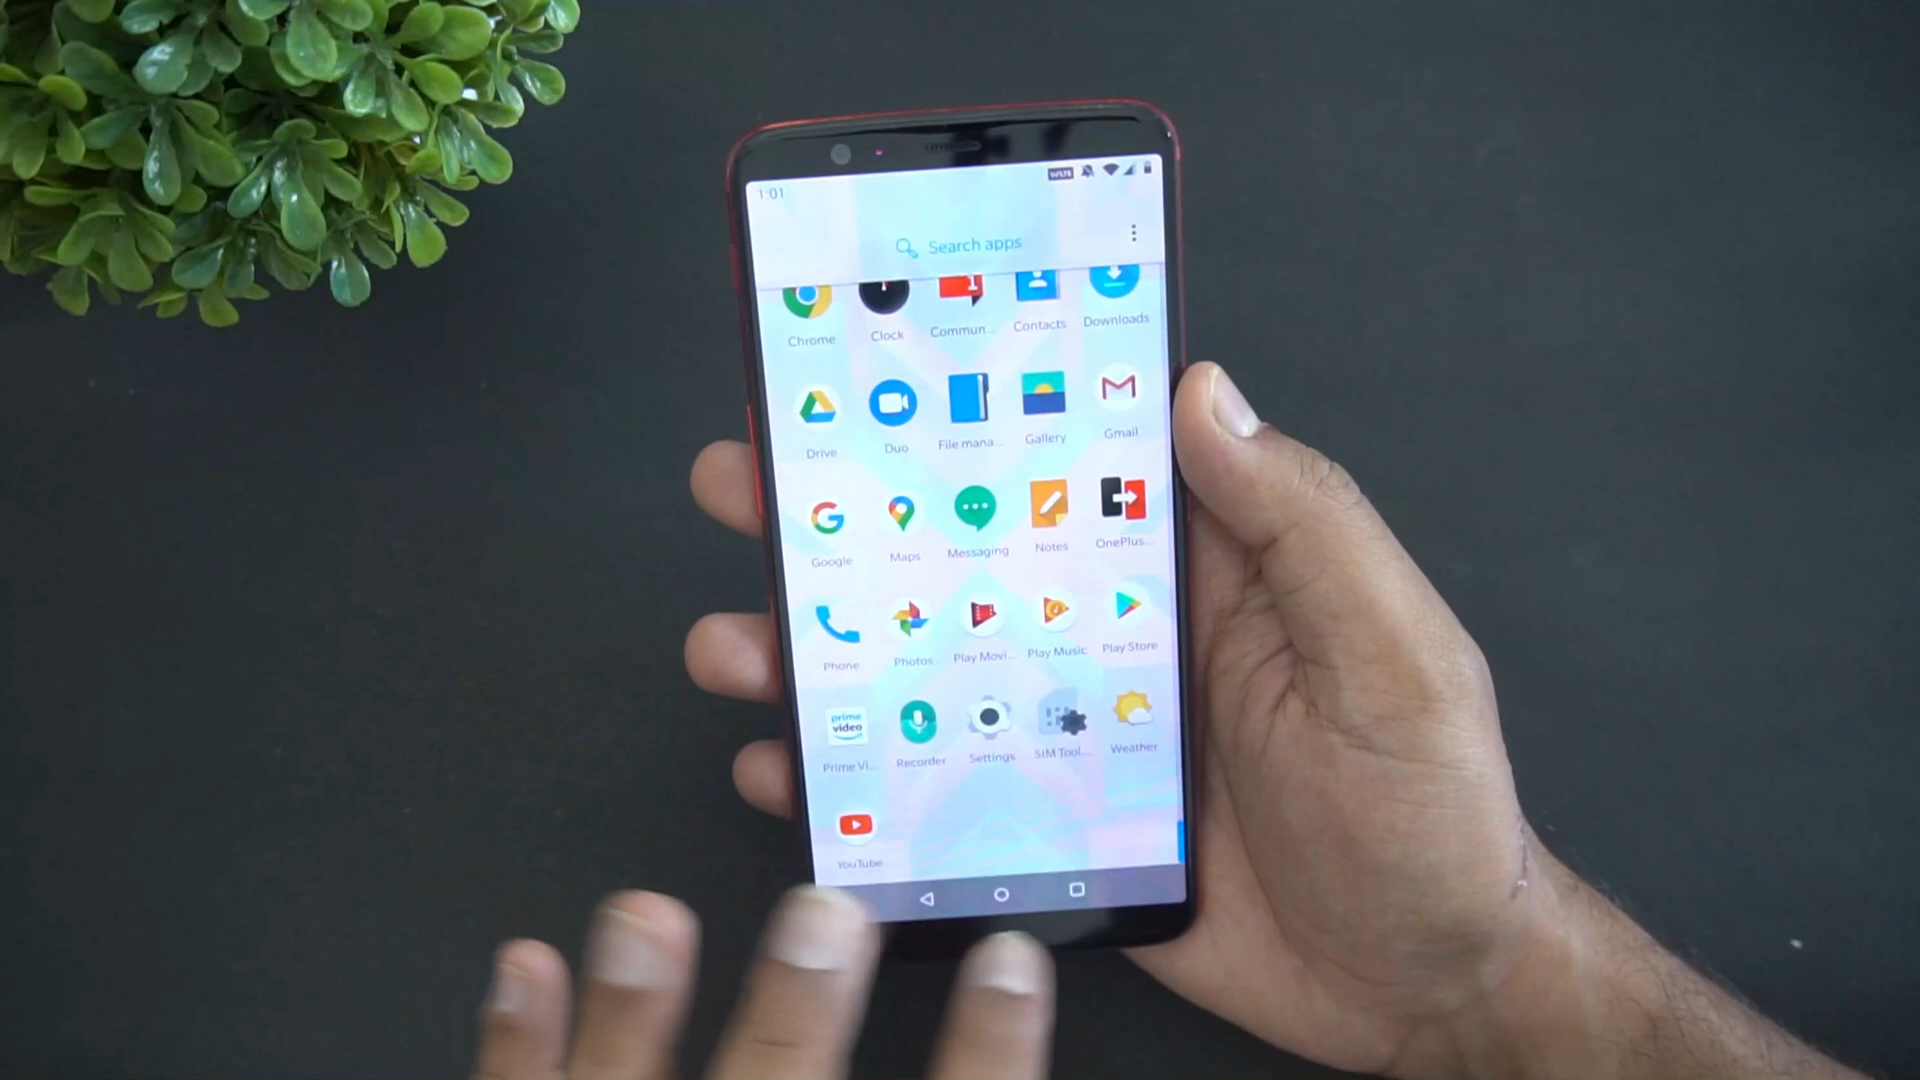 1:01
VoLTE
Search apps
Chrome Clock Commun... Contacts Downloads
Drive Duo File mana... Gallery Gmail
Google Maps Messaging Notes OnePlus...
Phone Photos Play Movi... Play Music Play Store
prime video
Prime Vi... Recorder Settings SIM Tool... Weather
YouTube